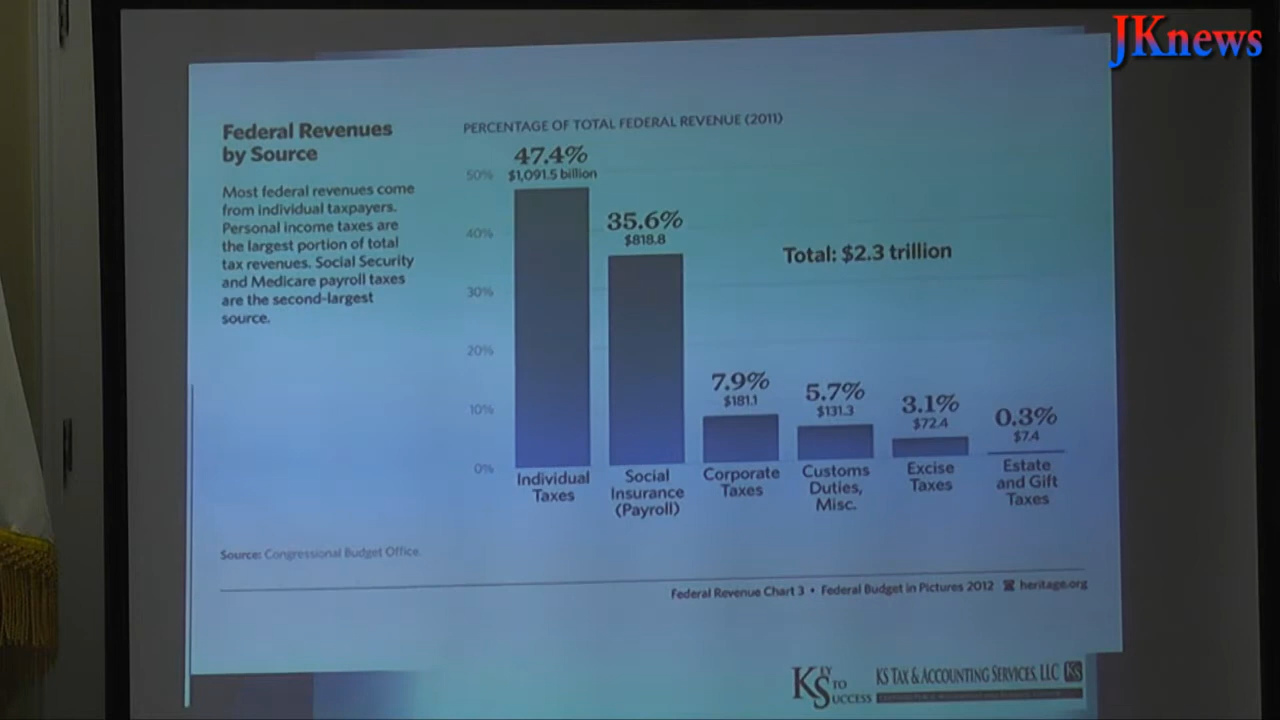 JKnews
Federal Revenues
by Source
Most federal revenues come
from individual taxpayers.
Personal income taxes are
the largest portion of total
tax revenues. Social Security
and Medicare payroll taxes
are the second-largest
source.
PERCENTAGE OF TOTAL FEDERAL REVENUE (2011)
50%
40%
30%
20%
10%
0%
47.4%
$1,091.5 billion
35.6%
$818.8
7.9%
$181.1
5.7%
$131.3
3.1%
$72.4
0.3%
$7.4
Total: $2.3 trillion
Individual
Taxes
Social
Insurance
(Payroll)
Corporate
Taxes
Customs
Duties,
Misc.
Excise
Taxes
Estate
and Gift
Taxes
Source: Congressional Budget Office.
Federal Revenue Chart 3 • Federal Budget in Pictures 2012 heritage.org
KEY
TO
SUCCESS
KS TAX & ACCOUNTING SERVICES, LLC KS